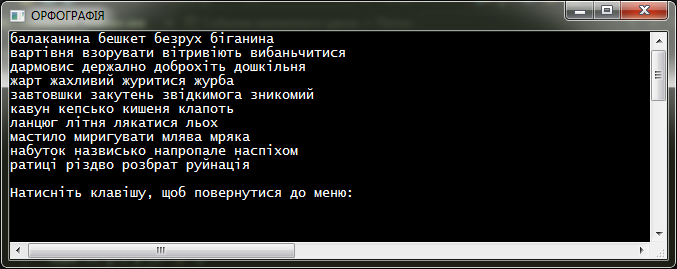 ОРФОГРАФІЯ
балаканина бешкет безрух біганина
вартівня взорувати вітривіють вибаньчитися
дармовис держално доброхіть дошкільня
жарт жахливий журитися журба
завтовшки закутень звідкимога зникомий
кавун кепсько кишеня клапоть
ланцюг літня лякатися льох
мастило миригувати млява мряка
набуток назвисько напропале наспіхом
ратиці різдво розбрат руйнація
Натисніть клавішу, щоб повернутися до меню: